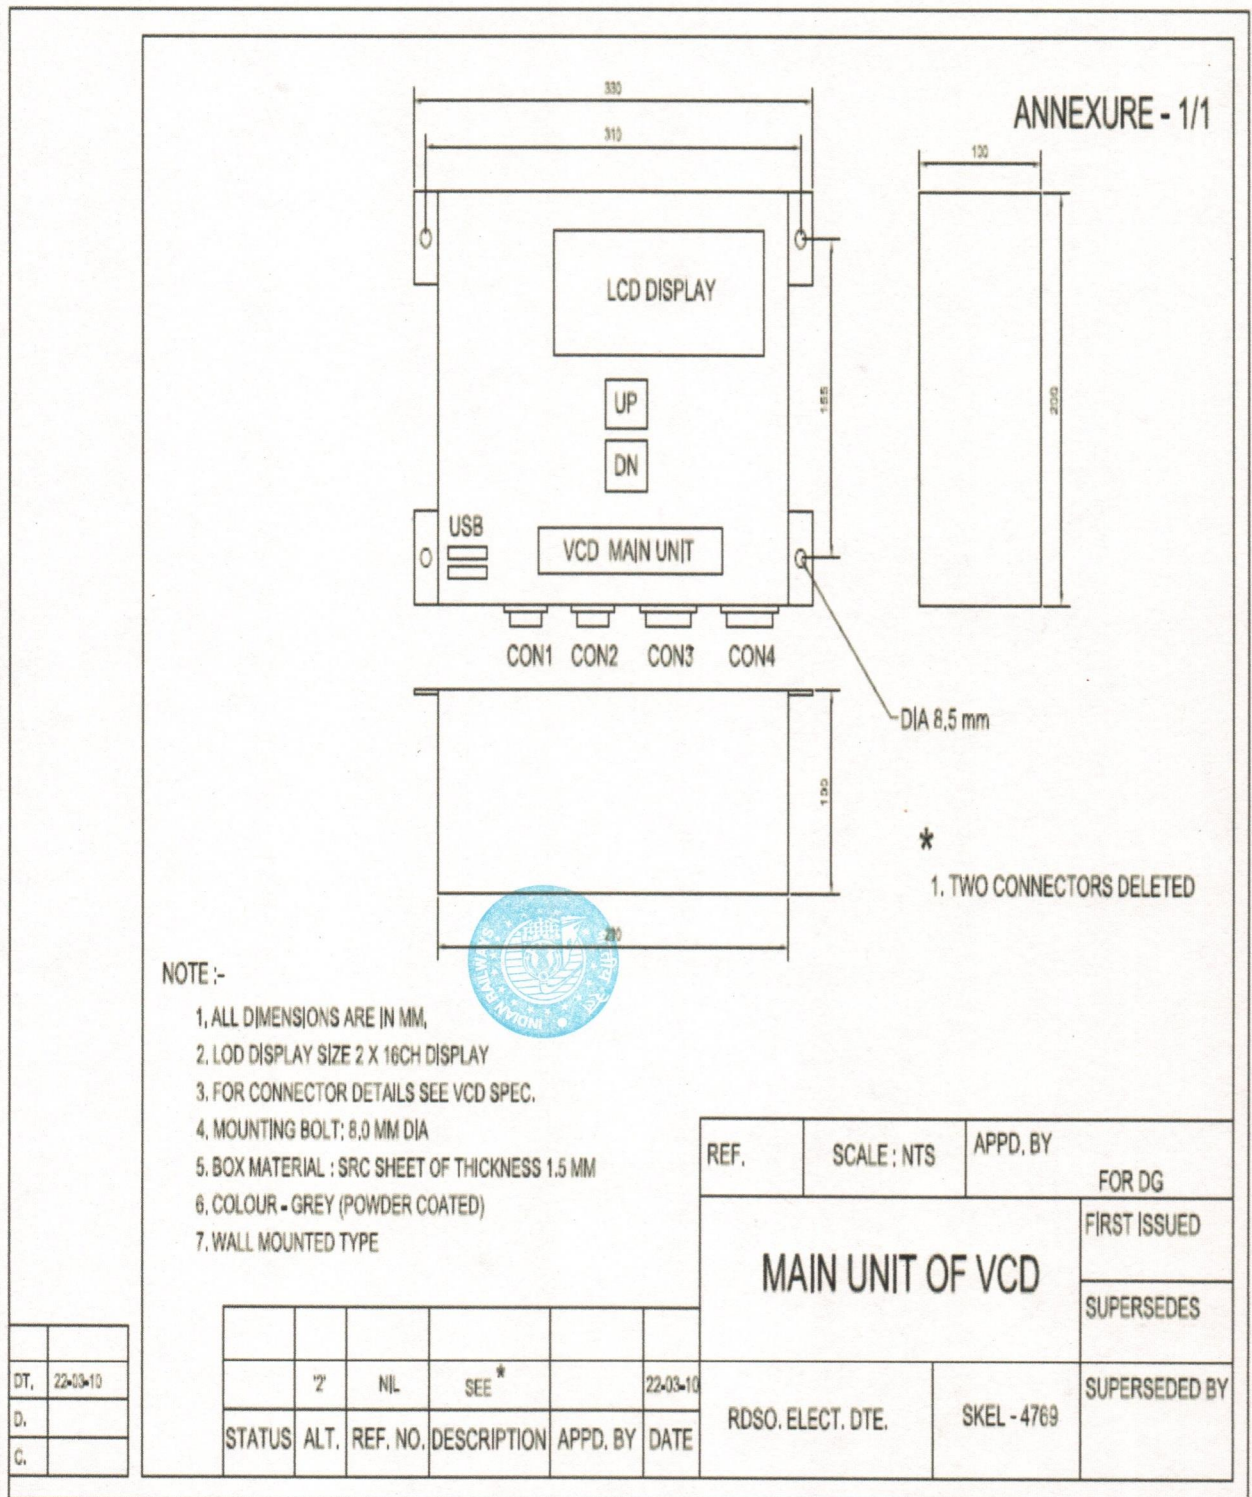 ANNEXURE - 1/1
330
310
130
LCD DISPLAY
UP
DN
155
200
USB
VCD MAIN UNIT
CON1 CON2 CON3 CON4
DIA 8,5 mm
130
*
1. TWO CONNECTORS DELETED
INDIAN RAILWAYS
NOTE :-
1, ALL DIMENSIONS ARE IN MM,
2. LOD DISPLAY SIZE 2 X 16CH DISPLAY
3. FOR CONNECTOR DETAILS SEE VCD SPEC.
4, MOUNTING BOLT; 8,0 MM DIA
5. BOX MATERIAL : SRC SHEET OF THICKNESS 1.5 MM
6, COLOUR - GREY (POWDER COATED)
7. WALL MOUNTED TYPE
REF, SCALE ; NTS APPD, BY
FOR DG
MAIN UNIT OF VCD
FIRST ISSUED
SUPERSEDES
SUPERSEDED BY
RDSO. ELECT. DTE. SKEL - 4769
'2' NIL SEE * 22-03-10
STATUS ALT. REF. NO. DESCRIPTION APPD. BY DATE
DT, 22-03-10
D.
C.